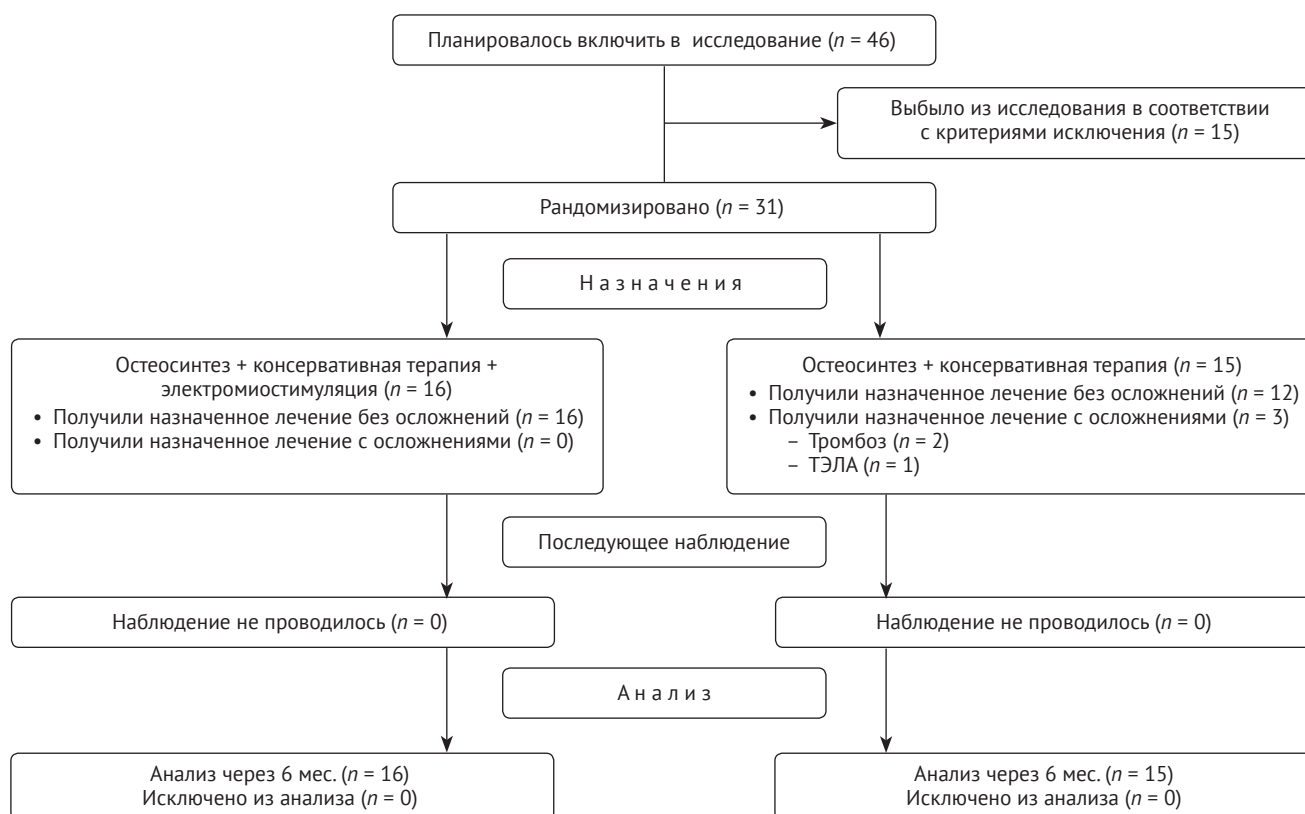 Планировалось включить в исследование (n = 46)
Выбыло из исследования в соответствии
с критериями исключения (n = 15)
Рандомизировано (n = 31)
Н а з н а ч е н и я
Остеосинтез + консервативная терапия +
электромиостимуляция (n = 16)
• Получили назначенное лечение без осложнений (n = 16)
• Получили назначенное лечение с осложнениями (n = 0)
Остеосинтез + консервативная терапия (n = 15)
• Получили назначенное лечение без осложнений (n = 12)
• Получили назначенное лечение с осложнениями (n = 3)
– Тромбоз (n = 2)
– ТЭЛА (n = 1)
Последующее наблюдение
Наблюдение не проводилось (n = 0)
Наблюдение не проводилось (n = 0)
А н а л и з
Анализ через 6 мес. (n = 16)
Исключено из анализа (n = 0)
Анализ через 6 мес. (n = 15)
Исключено из анализа (n = 0)